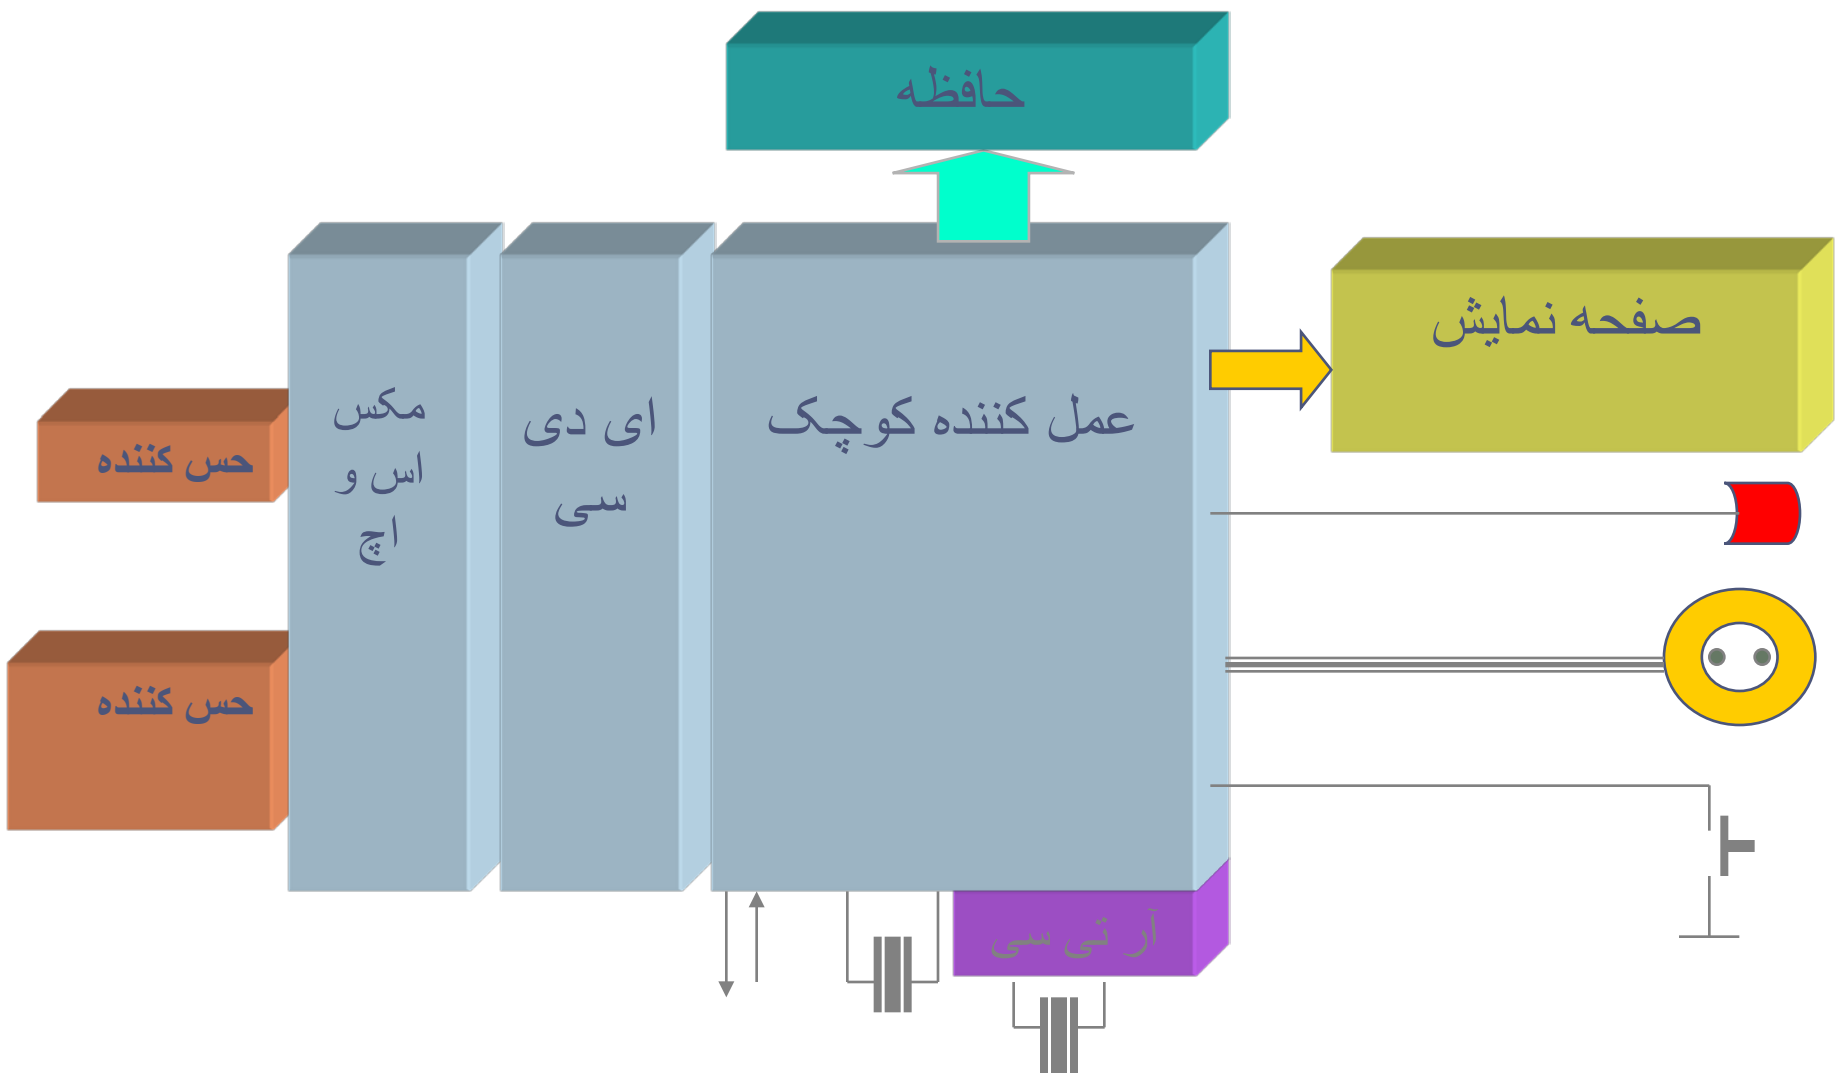 حافظه
صفحه نمایش
عمل کننده کوچک
ای دی
سی
مکس
اس و
اچ
حس کننده
حس کننده
آر تی سی